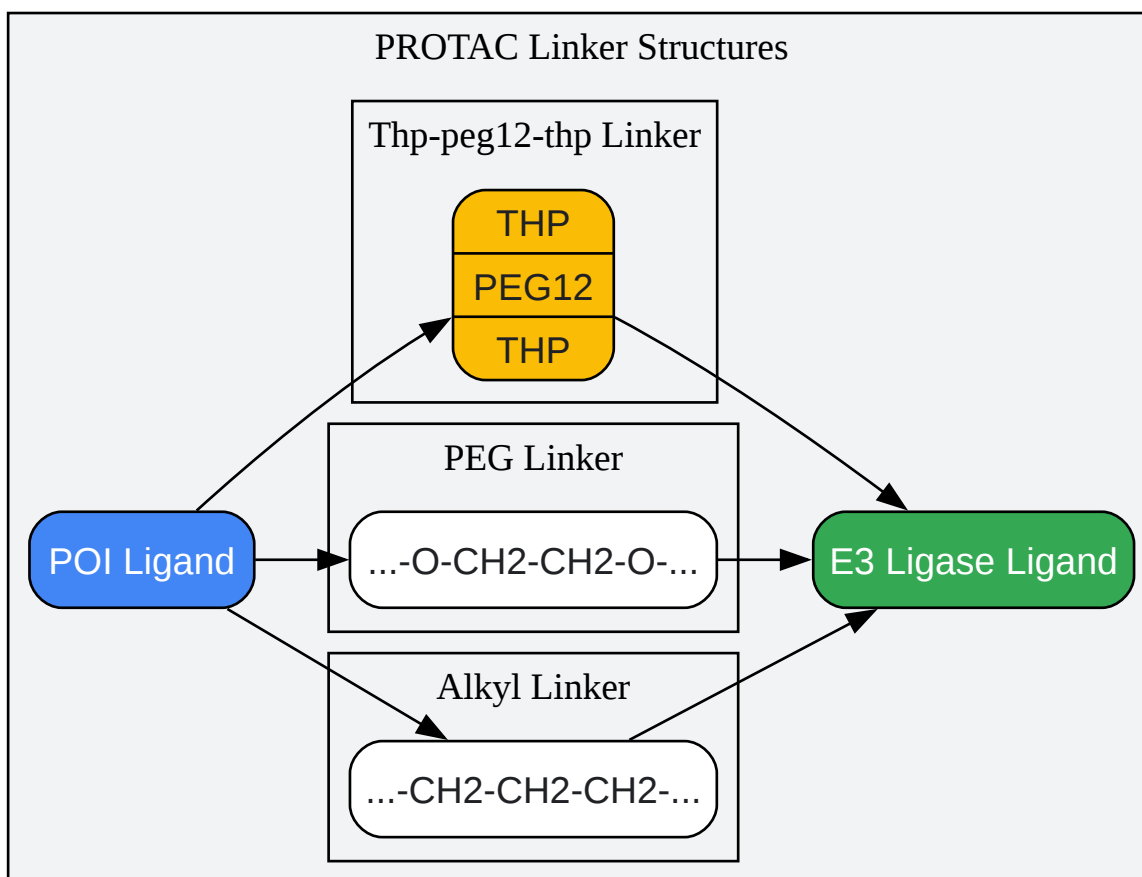 PROTAC Linker Structures
Thp-peg12-thp Linker
THP
PEG12
THP
PEG Linker
POI Ligand
...-O-CH2-CH2-O-...
E3 Ligase Ligand
Alkyl Linker
...-CH2-CH2-CH2-...